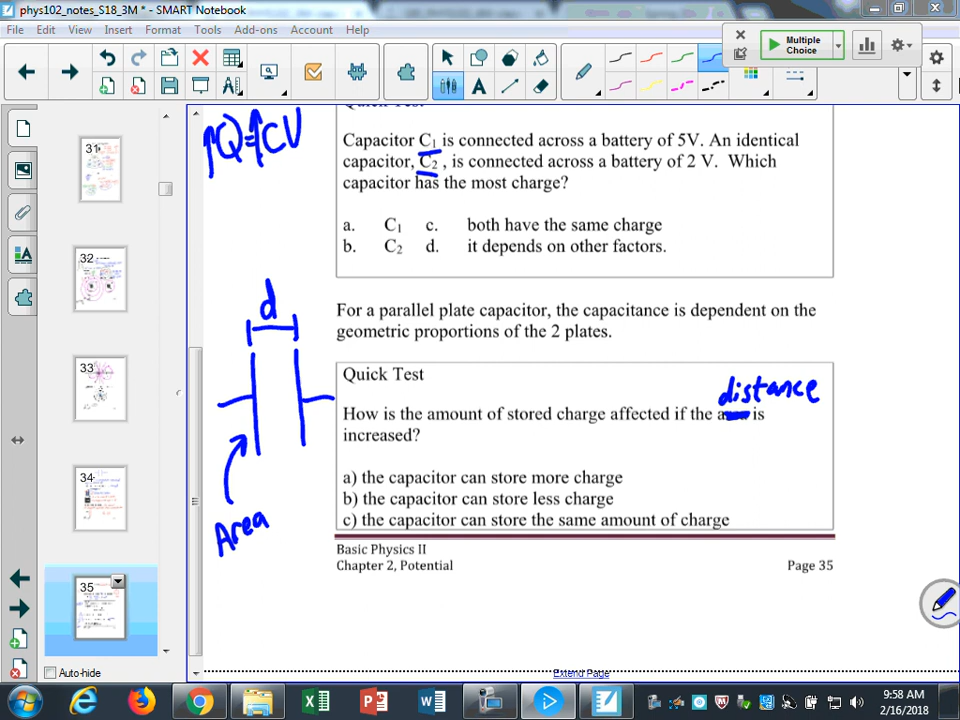 phys102_notes_S18_3M * - SMART Notebook
File Edit View Insert Format Tools Add-ons Account Help
Multiple
Choice
Quick Test
↑Q=↑CV
Capacitor C1 is connected across a battery of 5V. An identical
capacitor, C2 , is connected across a battery of 2 V. Which
capacitor has the most charge?
a. C1 c. both have the same charge
b. C2 d. it depends on other factors.
d
For a parallel plate capacitor, the capacitance is dependent on the
geometric proportions of the 2 plates.
Quick Test
distance
How is the amount of stored charge affected if the area is
increased?
a) the capacitor can store more charge
b) the capacitor can store less charge
c) the capacitor can store the same amount of charge
Area
Basic Physics II
Chapter 2, Potential Page 35
31
32
33
34
35
Auto-hide
Extend Page
9:58 AM
2/16/2018